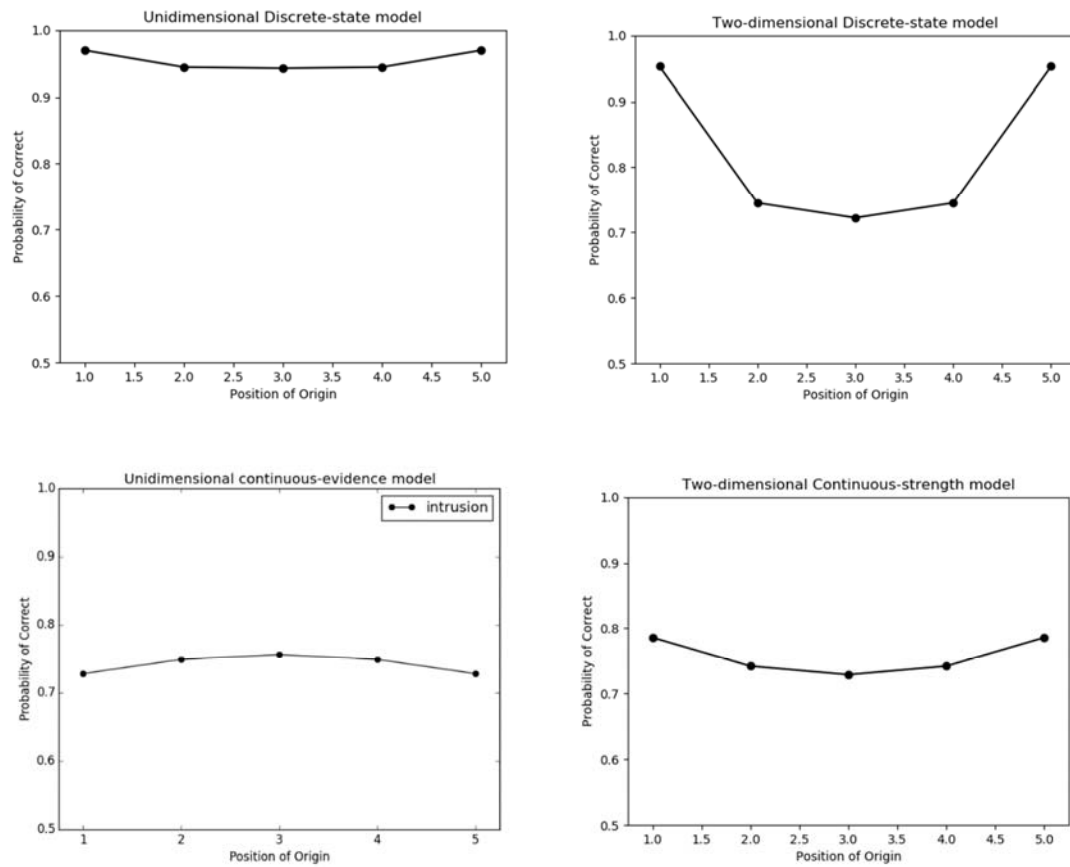 Unidimensional Discrete-state model
1.0
0.9
0.8
0.7
0.6
0.5
Probability of Correct
1.0 1.5 2.0 2.5 3.0 3.5 4.0 4.5 5.0
Position of Origin
Two-dimensional Discrete-state model
1.0
0.9
0.8
0.7
0.6
0.5
Probability of Correct
1.0 1.5 2.0 2.5 3.0 3.5 4.0 4.5 5.0
Position of Origin
Unidimensional continuous-evidence model
intrusion
1.0
0.9
0.8
0.7
0.6
0.5
Probability of Correct
1 2 3 4 5
Position of Origin
Two-dimensional Continuous-strength model
1.0
0.9
0.8
0.7
0.6
0.5
Probability of Correct
1.0 1.5 2.0 2.5 3.0 3.5 4.0 4.5 5.0
Position of Origin